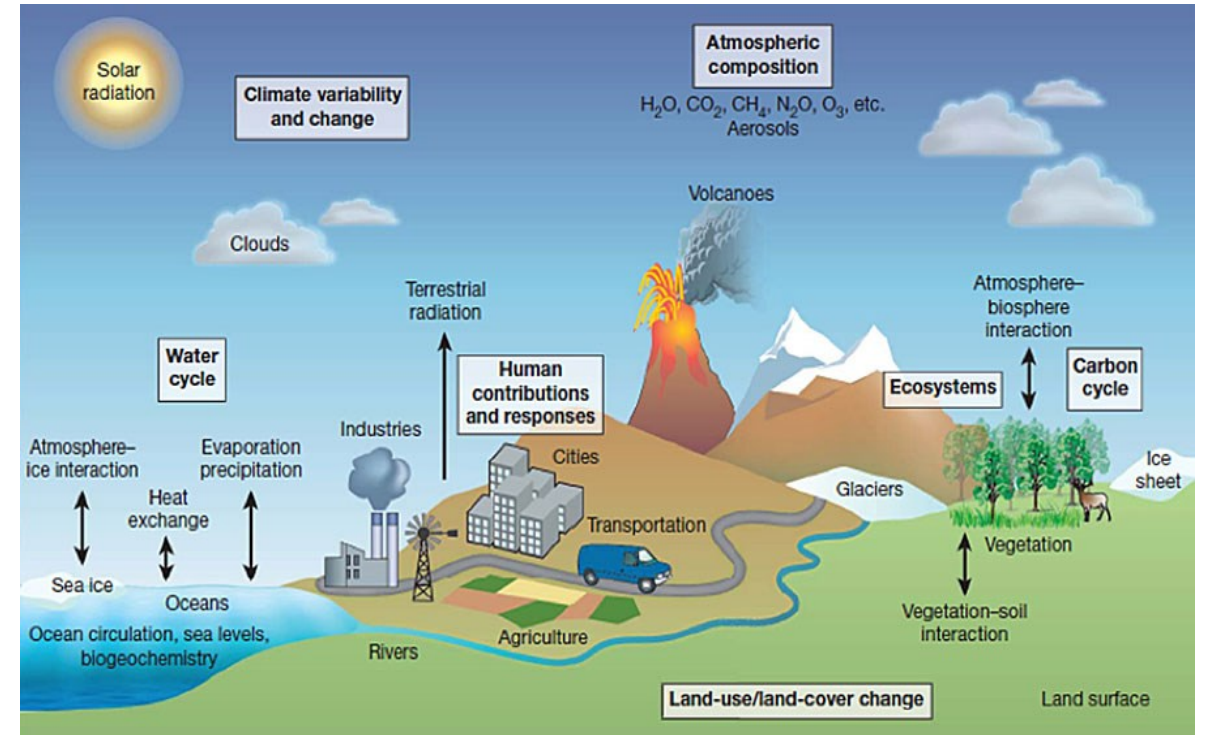 Solar
radiation
Climate variability
and change
Atmospheric
composition
H₂O, CO₂, CH₄, N₂O, O₃, etc.
Aerosols
Volcanoes
Clouds
Terrestrial
radiation
Atmosphere–
biosphere
interaction
Water
cycle
Human
contributions
and responses
Ecosystems
Carbon
cycle
Atmosphere–
ice interaction
Evaporation
precipitation
Heat
exchange
Industries
Cities
Transportation
Glaciers
Ice
sheet
Vegetation
Sea ice
Oceans
Ocean circulation, sea levels,
biogeochemistry
Rivers
Agriculture
Vegetation–soil
interaction
Land-use/land-cover change
Land surface